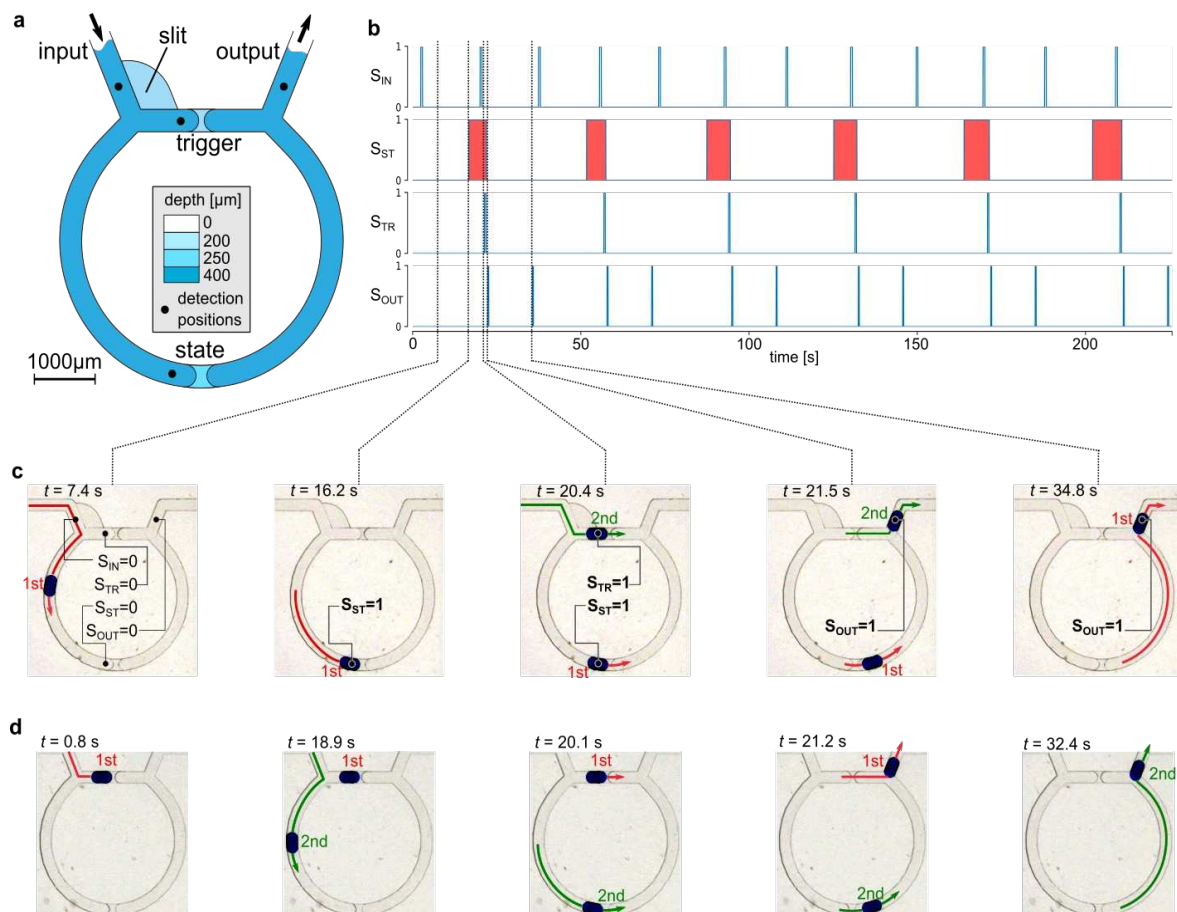 a
input
slit
output
trigger
depth [µm]
0
200
250
400
detection
positions
state
1000µm
b
S_IN
1
0
S_ST
1
0
S_TR
1
0
S_OUT
1
0
0
50
100
150
200
time [s]
c
t = 7.4 s
S_IN=0
S_TR=0
1st
S_ST=0
S_OUT=0
t = 16.2 s
S_ST=1
1st
t = 20.4 s
2nd
S_TR=1
S_ST=1
1st
t = 21.5 s
2nd
S_OUT=1
1st
t = 34.8 s
1st
S_OUT=1
d
t = 0.8 s
1st
t = 18.9 s
1st
2nd
t = 20.1 s
1st
2nd
t = 21.2 s
1st
2nd
t = 32.4 s
2nd